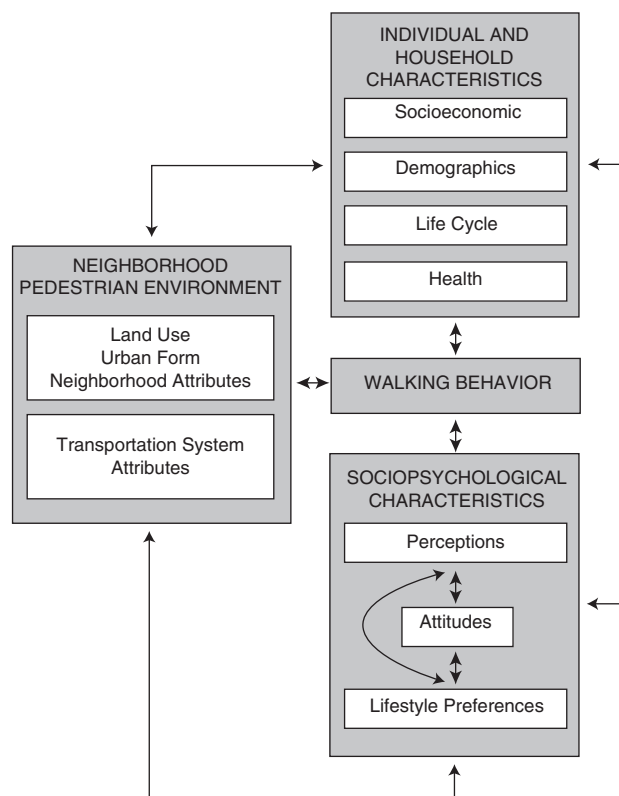 INDIVIDUAL AND
HOUSEHOLD
CHARACTERISTICS
Socioeconomic
Demographics
Life Cycle
Health
NEIGHBORHOOD
PEDESTRIAN ENVIRONMENT
Land Use
Urban Form
Neighborhood Attributes
Transportation System
Attributes
WALKING BEHAVIOR
SOCIOPSYCHOLOGICAL
CHARACTERISTICS
Perceptions
Attitudes
Lifestyle Preferences